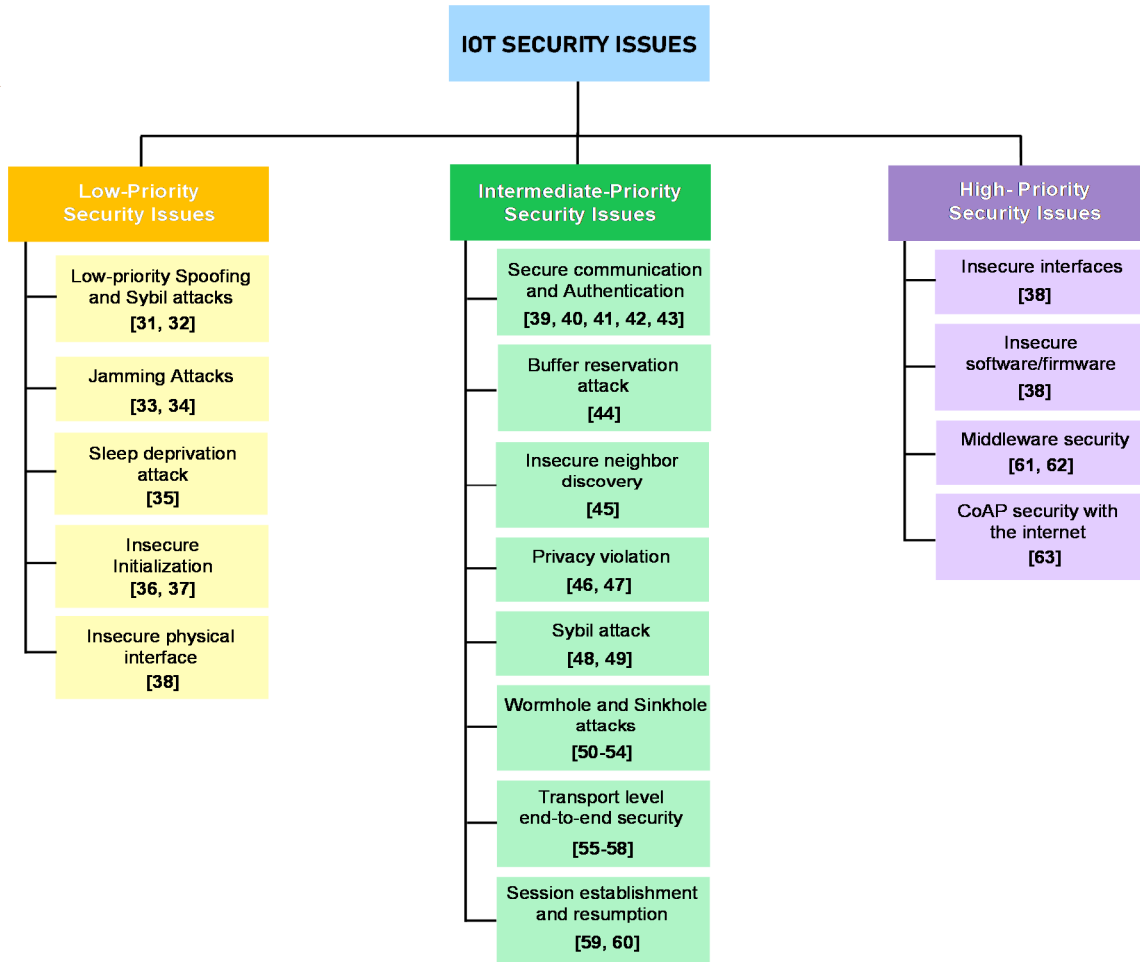 IOT SECURITY ISSUES
Low-Priority
Security Issues
Low-priority Spoofing
and Sybil attacks
[31, 32]
Jamming Attacks
[33, 34]
Sleep deprivation
attack
[35]
Insecure
Initialization
[36, 37]
Insecure physical
interface
[38]
Intermediate-Priority
Security Issues
Secure communication
and Authentication
[39, 40, 41, 42, 43]
Buffer reservation
attack
[44]
Insecure neighbor
discovery
[45]
Privacy violation
[46, 47]
Sybil attack
[48, 49]
Wormhole and Sinkhole
attacks
[50-54]
Transport level
end-to-end security
[55-58]
Session establishment
and resumption
[59, 60]
High- Priority
Security Issues
Insecure interfaces
[38]
Insecure
software/firmware
[38]
Middleware security
[61, 62]
CoAP security with
the internet
[63]